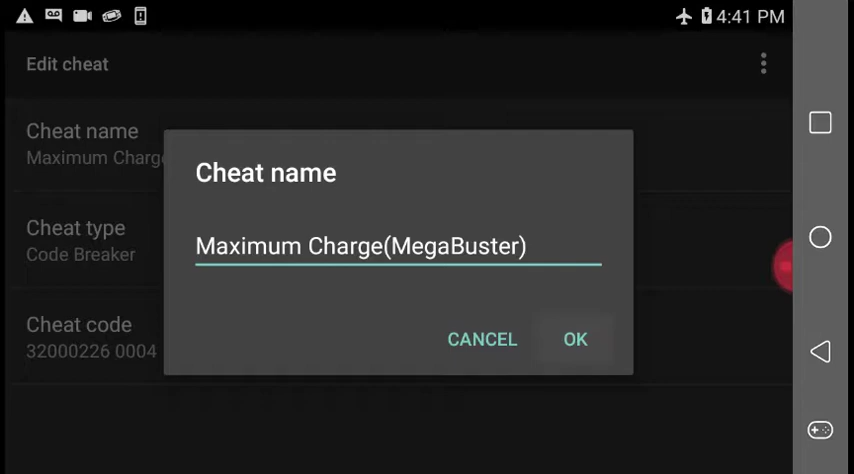 4:41 PM
Edit cheat
Cheat name
Maximum Charg
Cheat name
Maximum Charge(MegaBuster)
Cheat type
Code Breaker
Cheat code
32000226 0004
CANCEL OK